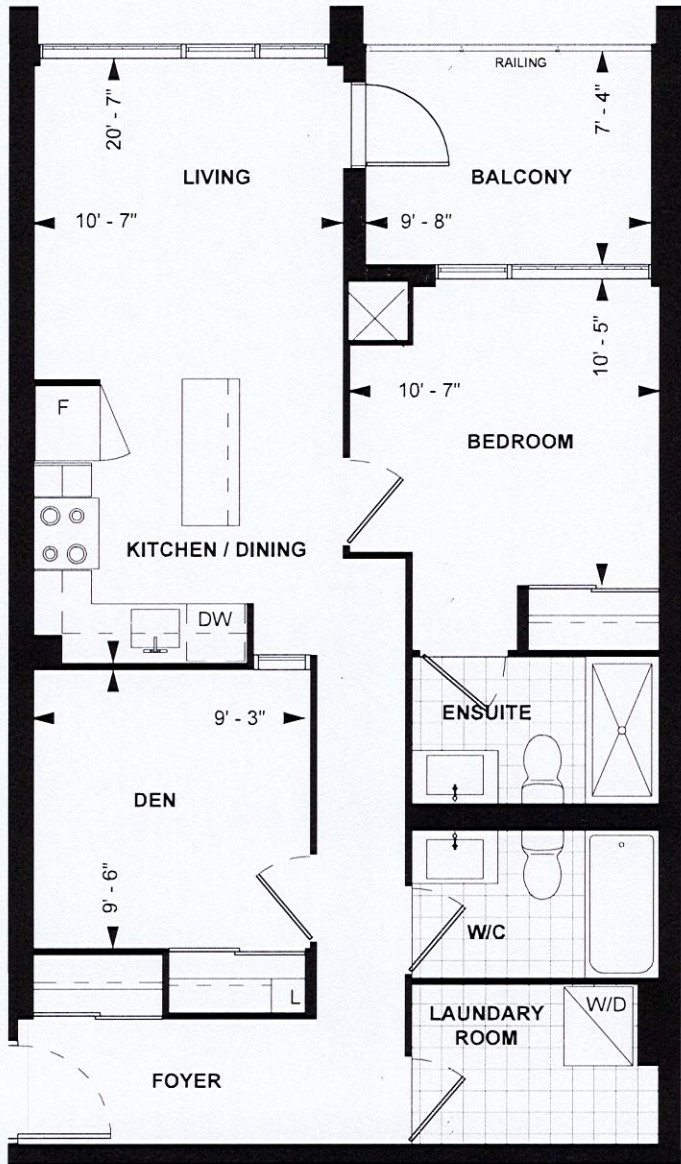 RAILING
20' - 7"
7' - 4"
LIVING
BALCONY
10' - 7"
9' - 8"
10' - 5"
F
10' - 7"
BEDROOM
KITCHEN / DINING
DW
9' - 3"
ENSUITE
DEN
9' - 6"
W/C
L
LAUNDARY
ROOM
W/D
FOYER